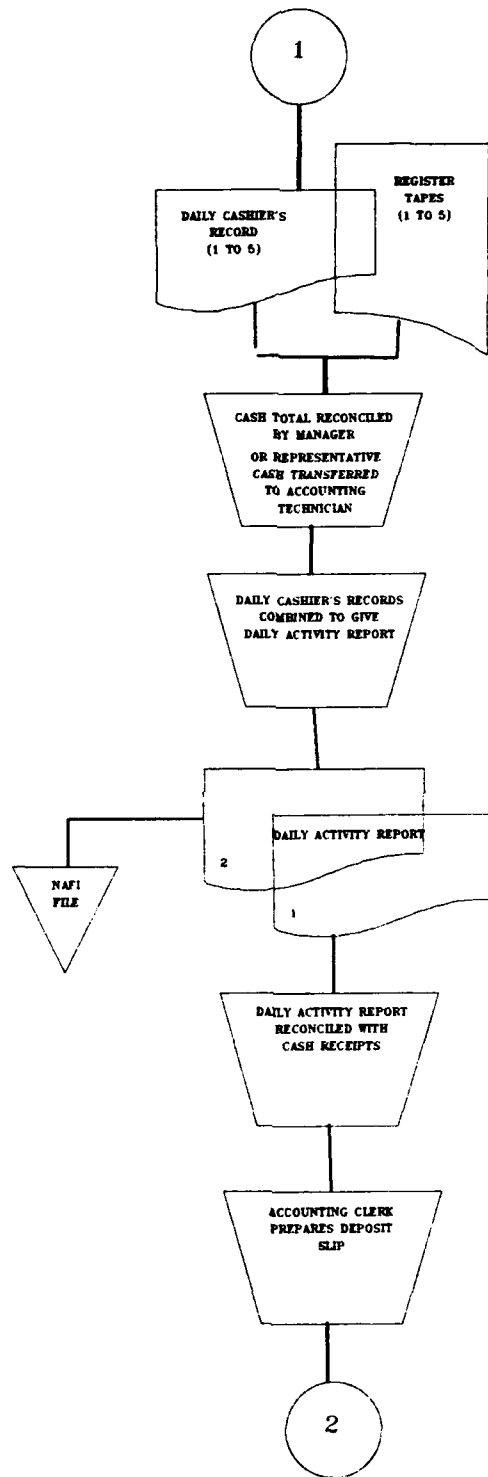 1
DAILY CASHIER'S
RECORD
(1 TO 5)
REGISTER
TAPES
(1 TO 5)
CASH TOTAL RECONCILED
BY MANAGER
OR REPRESENTATIVE
CASH TRANSFERRED
TO ACCOUNTING
TECHNICIAN
DAILY CASHIER'S RECORDS
COMBINED TO GIVE
DAILY ACTIVITY REPORT
2
DAILY ACTIVITY REPORT
1
NAFI
FILE
DAILY ACTIVITY REPORT
RECONCILED WITH
CASH RECEIPTS
ACCOUNTING CLERK
PREPARES DEPOSIT
SLIP
2